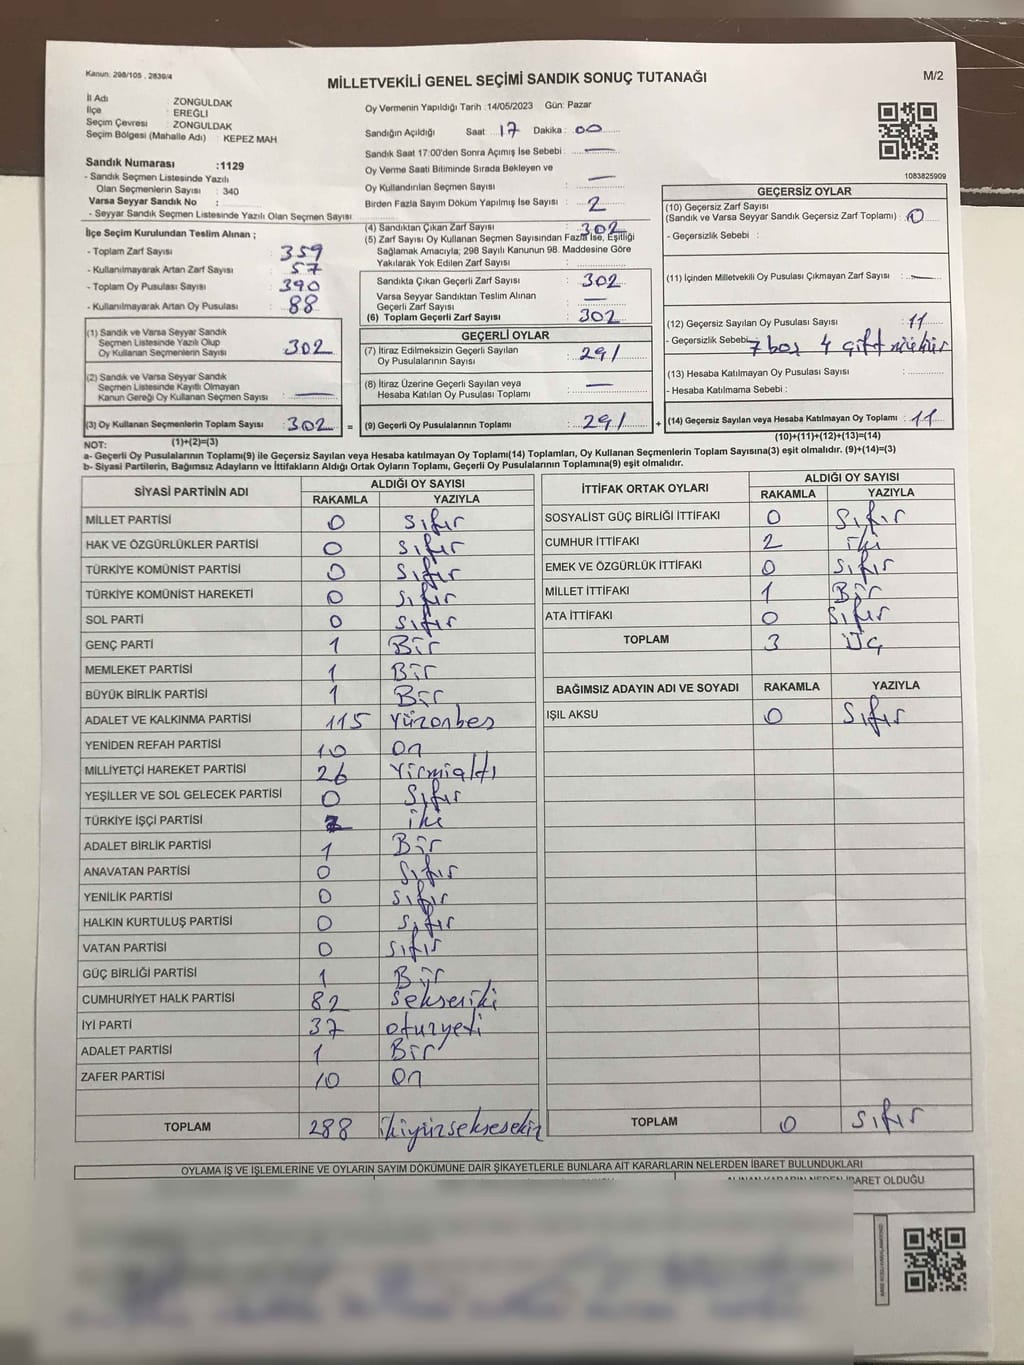 Kanun: 298/105 . 2839/4
MİLLETVEKİLİ GENEL SEÇİMİ SANDIK SONUÇ TUTANAĞI
M/2
İl Adı : ZONGULDAK
İlçe : EREĞLİ
Seçim Çevresi : ZONGULDAK
Seçim Bölgesi (Mahalle Adı) : KEPEZ MAH
Sandık Numarası :1129
- Sandık Seçmen Listesinde Yazılı
Olan Seçmenlerin Sayısı : 340
Varsa Seyyar Sandık No :
- Seyyar Sandık Seçmen Listesinde Yazılı Olan Seçmen Sayısı
Oy Vermenin Yapıldığı Tarih :14/05/2023 Gün: Pazar
Sandığın Açıldığı Saat : 17 Dakika : 00
Sandık Saat 17:00'den Sonra Açımış İse Sebebi : —
Oy Verme Saati Bitiminde Sırada Bekleyen ve
Oy Kullandırılan Seçmen Sayısı : —
Birden Fazla Sayım Döküm Yapılmış İse Sayısı : 2
1083825909
İlçe Seçim Kurulundan Teslim Alınan ;
- Toplam Zarf Sayısı : 359
- Kullanılmayarak Artan Zarf Sayısı : 57
- Toplam Oy Pusulası Sayısı : 390
- Kullanılmayarak Artan Oy Pusulası : 88
(1) Sandık ve Varsa Seyyar Sandık
Seçmen Listesinde Yazılı Olup
Oy Kullanan Seçmenlerin Sayısı : 302
(2) Sandık ve Varsa Seyyar Sandık
Seçmen Listesinde Kayıtlı Olmayan
Kanun Gereği Oy Kullanan Seçmen Sayısı : —
(3) Oy Kullanan Seçmenlerin Toplam Sayısı : 302 =
(1)+(2)=(3)
(4) Sandıktan Çıkan Zarf Sayısı : 302
(5) Zarf Sayısı Oy Kullanan Seçmen Sayısından Fazla İse, Eşitliği
Sağlamak Amacıyla; 298 Sayılı Kanunun 98. Maddesine Göre
Yakılarak Yok Edilen Zarf Sayısı :
Sandıkta Çıkan Geçerli Zarf Sayısı : 302
Varsa Seyyar Sandıktan Teslim Alınan
Geçerli Zarf Sayısı : —
(6) Toplam Geçerli Zarf Sayısı : 302
GEÇERLİ OYLAR
(7) İtiraz Edilmeksizin Geçerli Sayılan
Oy Pusulalarının Sayısı : 291
(8) İtiraz Üzerine Geçerli Sayılan veya
Hesaba Katılan Oy Pusulası Toplamı : —
(9) Geçerli Oy Pusulalarının Toplamı : 291 +
GEÇERSİZ OYLAR
(10) Geçersiz Zarf Sayısı
(Sandık ve Varsa Seyyar Sandık Geçersiz Zarf Toplamı) : 0
- Geçersizlik Sebebi :
(11) İçinden Milletvekili Oy Pusulası Çıkmayan Zarf Sayısı : —
(12) Geçersiz Sayılan Oy Pusulası Sayısı : 11
- Geçersizlik Sebebi : 7 boş 4 çift mühür
(13) Hesaba Katılmayan Oy Pusulası Sayısı :
- Hesaba Katılmama Sebebi :
(14) Geçersiz Sayılan veya Hesaba Katılmayan Oy Toplamı : 11
(10)+(11)+(12)+(13)=(14)
NOT:
a- Geçerli Oy Pusulasının Toplamı(9) ile Geçersiz Sayılan veya Hesaba katılmayan Oy Toplamı(14) Toplamları, Oy Kullanan Seçmenlerin Toplam Sayısına(3) eşit olmalıdır. (9)+(14)=(3)
b- Siyasi Partilerin, Bağımsız Adayların ve İttifakların Aldığı Ortak Oyların Toplamı, Geçerli Oy Pusulalarının Toplamına(9) eşit olmalıdır.
SİYASİ PARTİNİN ADI ALDIĞI OY SAYISI
RAKAMLA YAZIYLA
MİLLET PARTİSİ 0 Sıfır
HAK VE ÖZGÜRLÜKLER PARTİSİ 0 Sıfır
TÜRKİYE KOMÜNİST PARTİSİ 0 Sıfır
TÜRKİYE KOMÜNİST HAREKETİ 0 Sıfır
SOL PARTİ 0 Sıfır
GENÇ PARTİ 1 Bir
MEMLEKET PARTİSİ 1 Bir
BÜYÜK BİRLİK PARTİSİ 1 Bir
ADALET VE KALKINMA PARTİSİ 115 Yüzonbes
YENİDEN REFAH PARTİSİ 10 On
MİLLİYETÇİ HAREKET PARTİSİ 26 Yirmialtı
YEŞİLLER VE SOL GELECEK PARTİSİ 0 Sıfır
TÜRKİYE İŞÇİ PARTİSİ 2 iki
ADALET BİRLİK PARTİSİ 1 Bir
ANAVATAN PARTİSİ 0 Sıfır
YENİLİK PARTİSİ 0 Sıfır
HALKIN KURTULUŞ PARTİSİ 0 Sıfır
VATAN PARTİSİ 0 Sıfır
GÜÇ BİRLİĞİ PARTİSİ 1 Bir
CUMHURİYET HALK PARTİSİ 82 Sekseniki
İYİ PARTİ 37 otuzyedi
ADALET PARTİSİ 1 Bir
ZAFER PARTİSİ 10 On
TOPLAM 288 ikiyüzseksesekiz
İTTİFAK ORTAK OYLARI ALDIĞI OY SAYISI
RAKAMLA YAZIYLA
SOSYALİST GÜÇ BİRLİĞİ İTTİFAKI 0 Sıfır
CUMHUR İTTİFAKI 2 iki
EMEK VE ÖZGÜRLÜK İTTİFAKI 0 Sıfır
MİLLET İTTİFAKI 1 Bir
ATA İTTİFAKI 0 Sıfır
TOPLAM 3 Üç
BAĞIMSIZ ADAYIN ADI VE SOYADI RAKAMLA YAZIYLA
IŞIL AKSU 0 Sıfır
TOPLAM 0 Sıfır
OYLAMA İŞ VE İŞLEMLERİNE VE OYLARIN SAYIM DÖKÜMÜNE DAİR ŞİKAYETLERLE BUNLARA AİT KARARLARIN NELERDEN İBARET BULUNDUKLARI
İBARET OLDUĞU